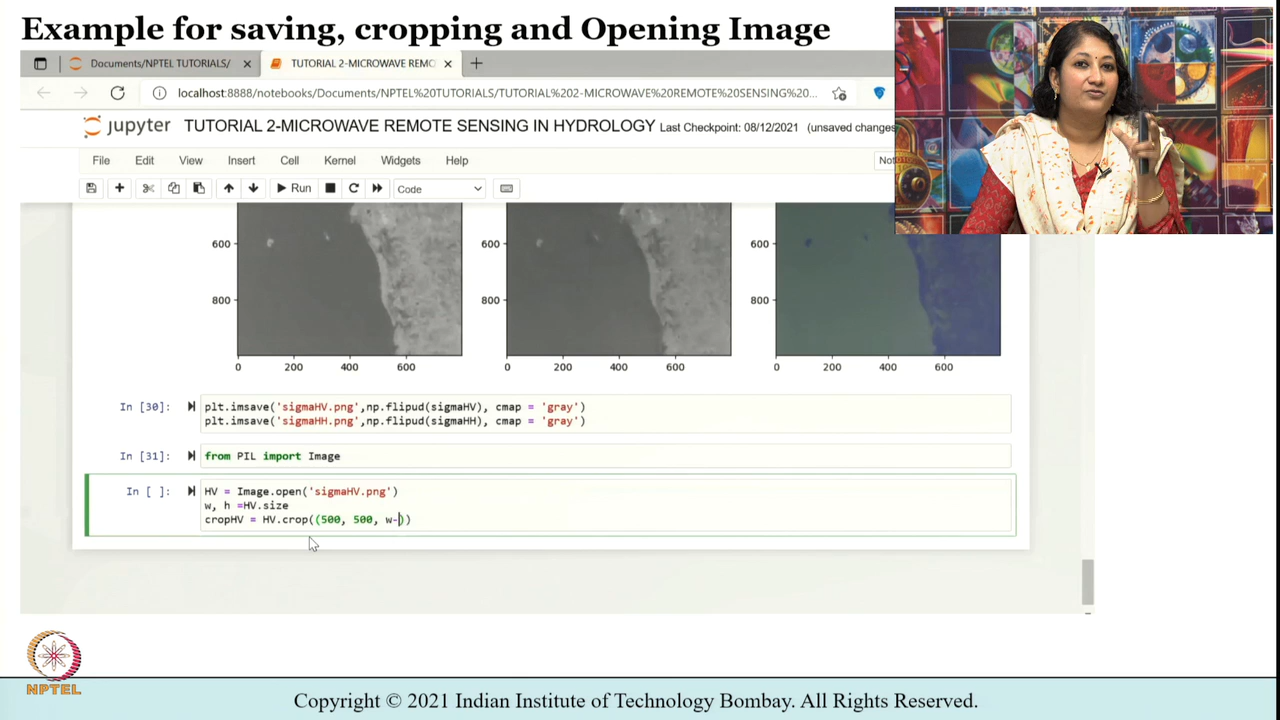 Example for saving, cropping and Opening Image
Documents/NPTEL TUTORIALS/
TUTORIAL 2-MICROWAVE REMC
localhost:8888/notebooks/Documents/NPTEL%20TUTORIALS/TUTORIAL%202-MICROWAVE%20REMOTE%20SENSING%20...
jupyter TUTORIAL 2-MICROWAVE REMOTE SENSING IN HYDROLOGY Last Checkpoint: 08/12/2021 (unsaved changes
File Edit View Insert Cell Kernel Widgets Help Not
Run Code
600 600 600
800 800 800
0 200 400 600 0 200 400 600 0 200 400 600
In [30]: plt.imsave('sigmaHV.png',np.flipud(sigmaHV), cmap = 'gray')
plt.imsave('sigmaHH.png',np.flipud(sigmaHH), cmap = 'gray')
In [31]: from PIL import Image
In [ ]: HV = Image.open('sigmaHV.png')
w, h =HV.size
cropHV = HV.crop((500, 500, w-))
NPTEL
Copyright © 2021 Indian Institute of Technology Bombay. All Rights Reserved.